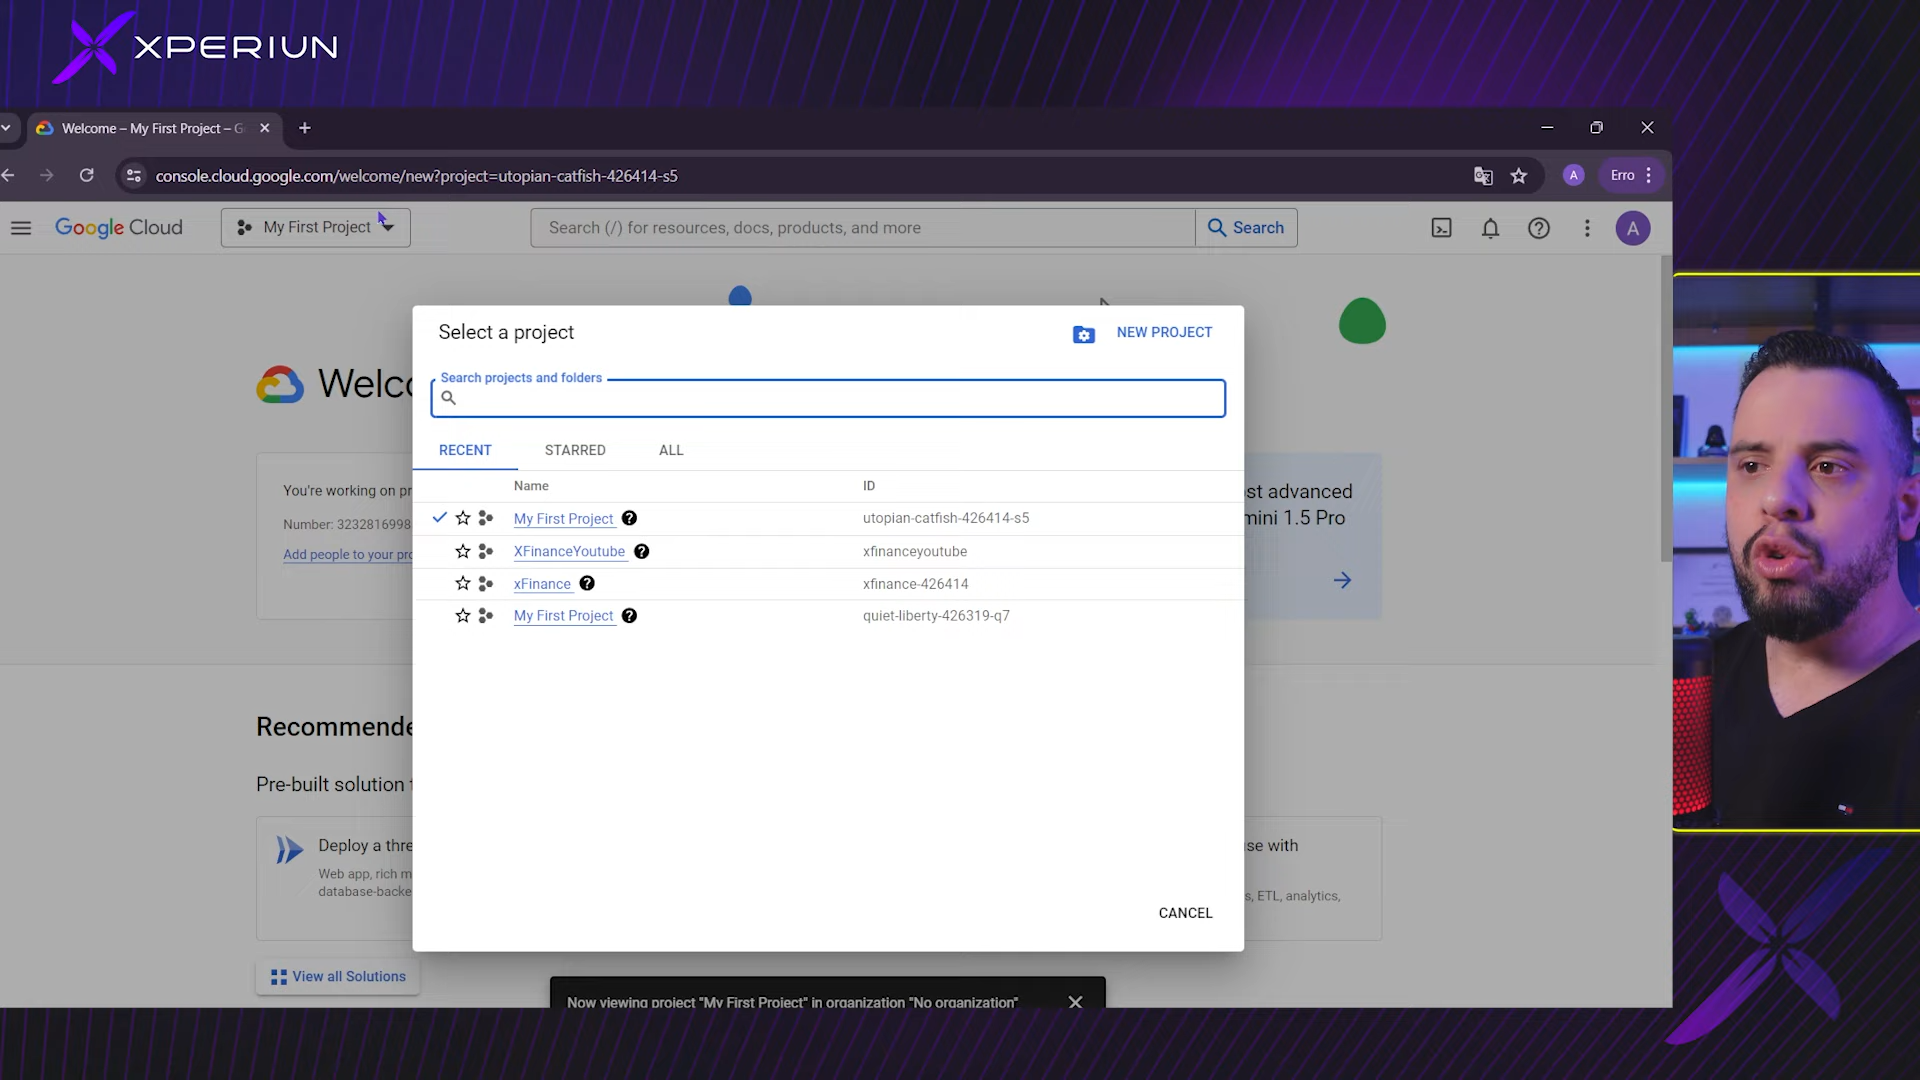 XPERIUN
Welcome – My First Project – G
console.cloud.google.com/welcome/new?project=utopian-catfish-426414-s5
A
Erro
Google Cloud
My First Project
Search (/) for resources, docs, products, and more
Search
A
Select a project
NEW PROJECT
Search projects and folders
RECENT
STARRED
ALL
Name
ID
My First Project
utopian-catfish-426414-s5
XFinanceYoutube
xfinanceyoutube
xFinance
xfinance-426414
My First Project
quiet-liberty-426319-q7
CANCEL
Welco
You're working on pr
Number: 3232816998
Add people to your pro
st advanced
mini 1.5 Pro
Recommende
Pre-built solution t
Deploy a thre
Web app, rich m
database-backe
se with
s, ETL, analytics,
View all Solutions
Now viewing project "My First Project" in organization "No organization"